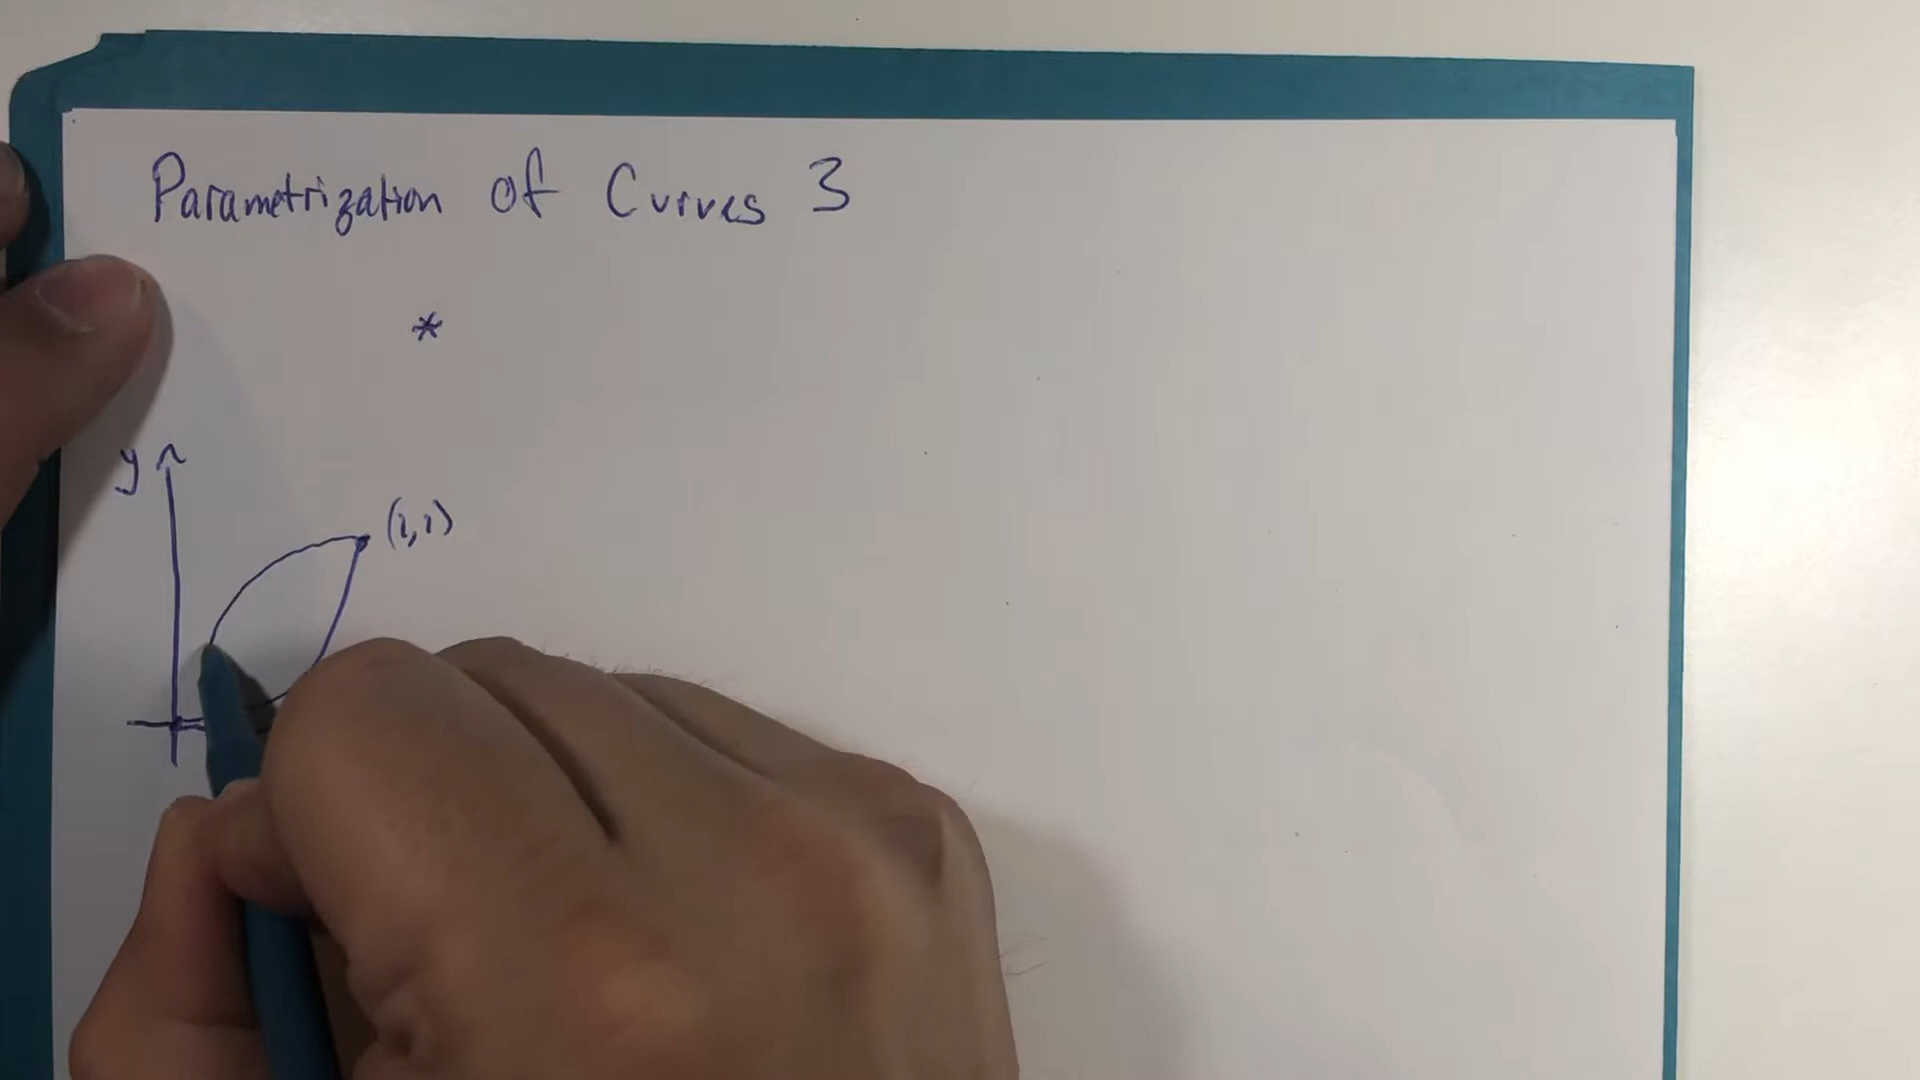 Parametrization of Curves 3
*
y
(1,1)